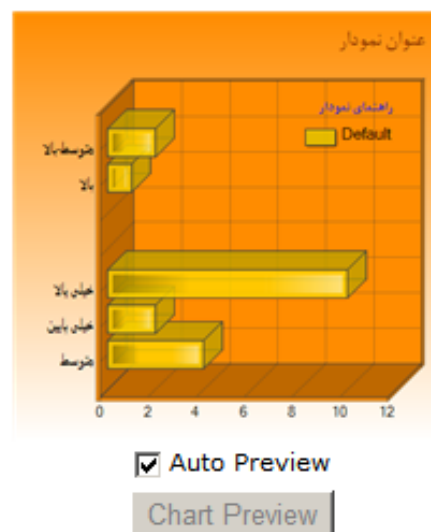 عنوان نمودار
راهنمای نمودار
Default
متوسط-بالا
بالا
خیلی بالا
خیلی پایین
متوسط
0 2 4 6 8 10 12
Auto Preview
Chart Preview